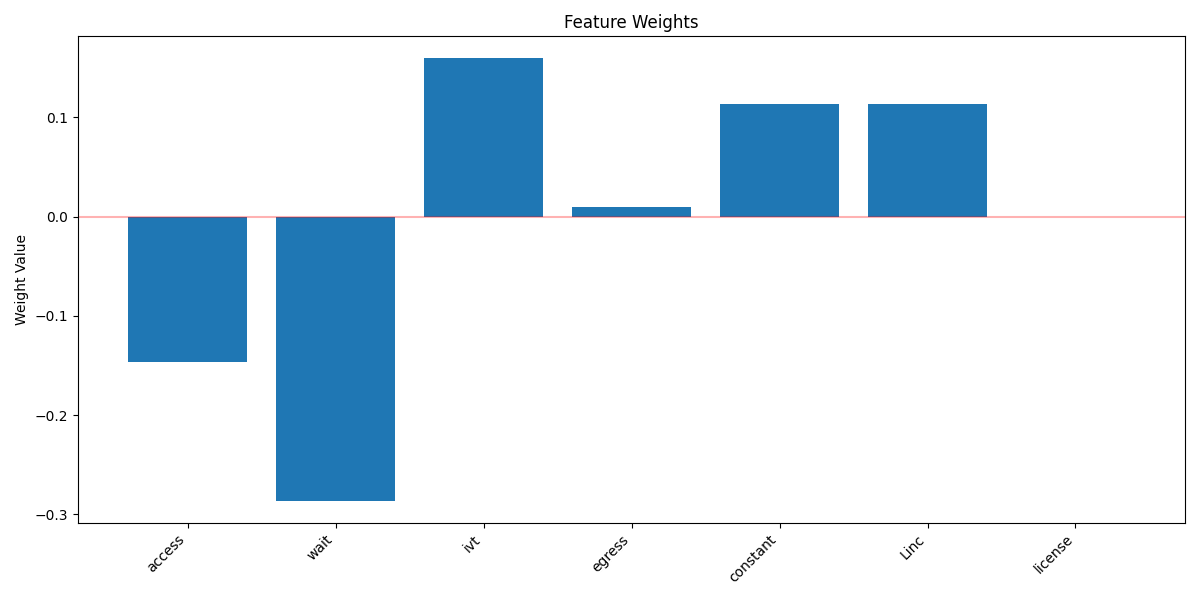 Feature Weights
Weight Value
0.1
0.0
−0.1
−0.2
−0.3
access
wait
ivt
egress
constant
Linc
license